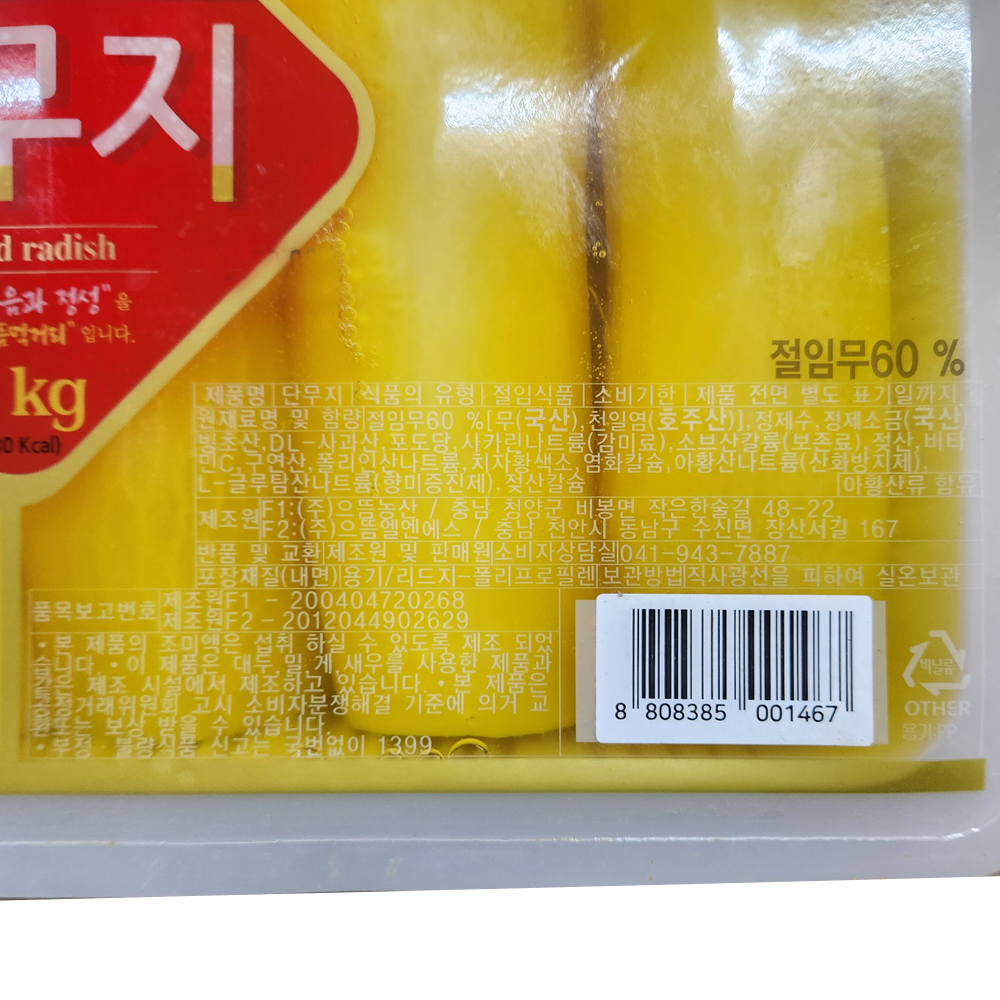 무지
d radish
음과 정성"을
먹거리"입니다.
kg
0 Kcal)
절임무60 %
제품명 단무지 식품의 유형 절임식품 소비기한 제품 전면 별도 표기일까지
원재료명 및 함량 절임무60 %[무(국산),천일염(호주산)],정제수,정제소금(국산)
빙초산,DL-사과산,포도당,사카린나트륨(감미료),소르빈산칼륨(보존료),젖산,비타
민C,구연산,폴리인산나트륨,치자황색소,염화칼슘,아황산나트륨(산화방지제),
L-글루탐산나트륨(향미증진제),젖산칼슘 아황산류 함유
제조원 F1:(주)으뜸농산 / 충남 청양군 비봉면 작은한술길 48-22
F2:(주)으뜸엘엔에스 / 충남 천안시 동남구 수신면 장산서길 167
반품 및 교환 제조원 및 판매원 소비자상담실 041-943-7887
포장재질(내면) 용기/리드지-폴리프로필렌 보관방법 직사광선을 피하여 실온보관
품목보고번호 제조원F1 - 200404720268
제조원F2 - 2012044902629
• 본 제품의 조미액은 섭취 하실 수 있도록 제조 되었
습니다. • 이 제품은 대두,밀,게,새우를 사용한 제품과
같은 제조 시설에서 제조하고 있습니다. • 본 제품은
공정거래위원회 고시 소비자분쟁해결 기준에 의거 교
환또는 보상 받을 수 있습니다.
• 부정·불량식품 신고는 국번없이 1399
8 808385 001467
비닐류
OTHER
용기:PP